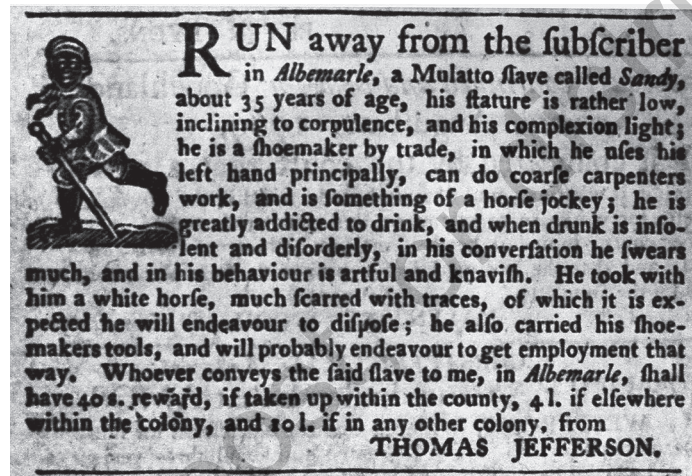 RUN away from the ſubſcriber
in Albemarle, a Mulatto ſlave called Sandy,
about 35 years of age, his ſtature is rather low,
inclining to corpulence, and his complexion light;
he is a ſhoemaker by trade, in which he uſes his
left hand principally, can do coarſe carpenters
work, and is ſomething of a horſe jockey; he is
greatly addicted to drink, and when drunk is inſo-
lent and diſorderly, in his converſation he ſwears
much, and in his behaviour is artful and knaviſh. He took with
him a white horſe, much ſcarred with traces, of which it is ex-
pected he will endeavour to diſpoſe; he alſo carried his ſhoe-
makers tools, and will probably endeavour to get employment that
way. Whoever conveys the ſaid ſlave to me, in Albemarle, ſhall
have 40 s. reward, if taken up within the county, 4 l. if elſewhere
within the colony, and 10 l. if in any other colony, from
THOMAS JEFFERSON.